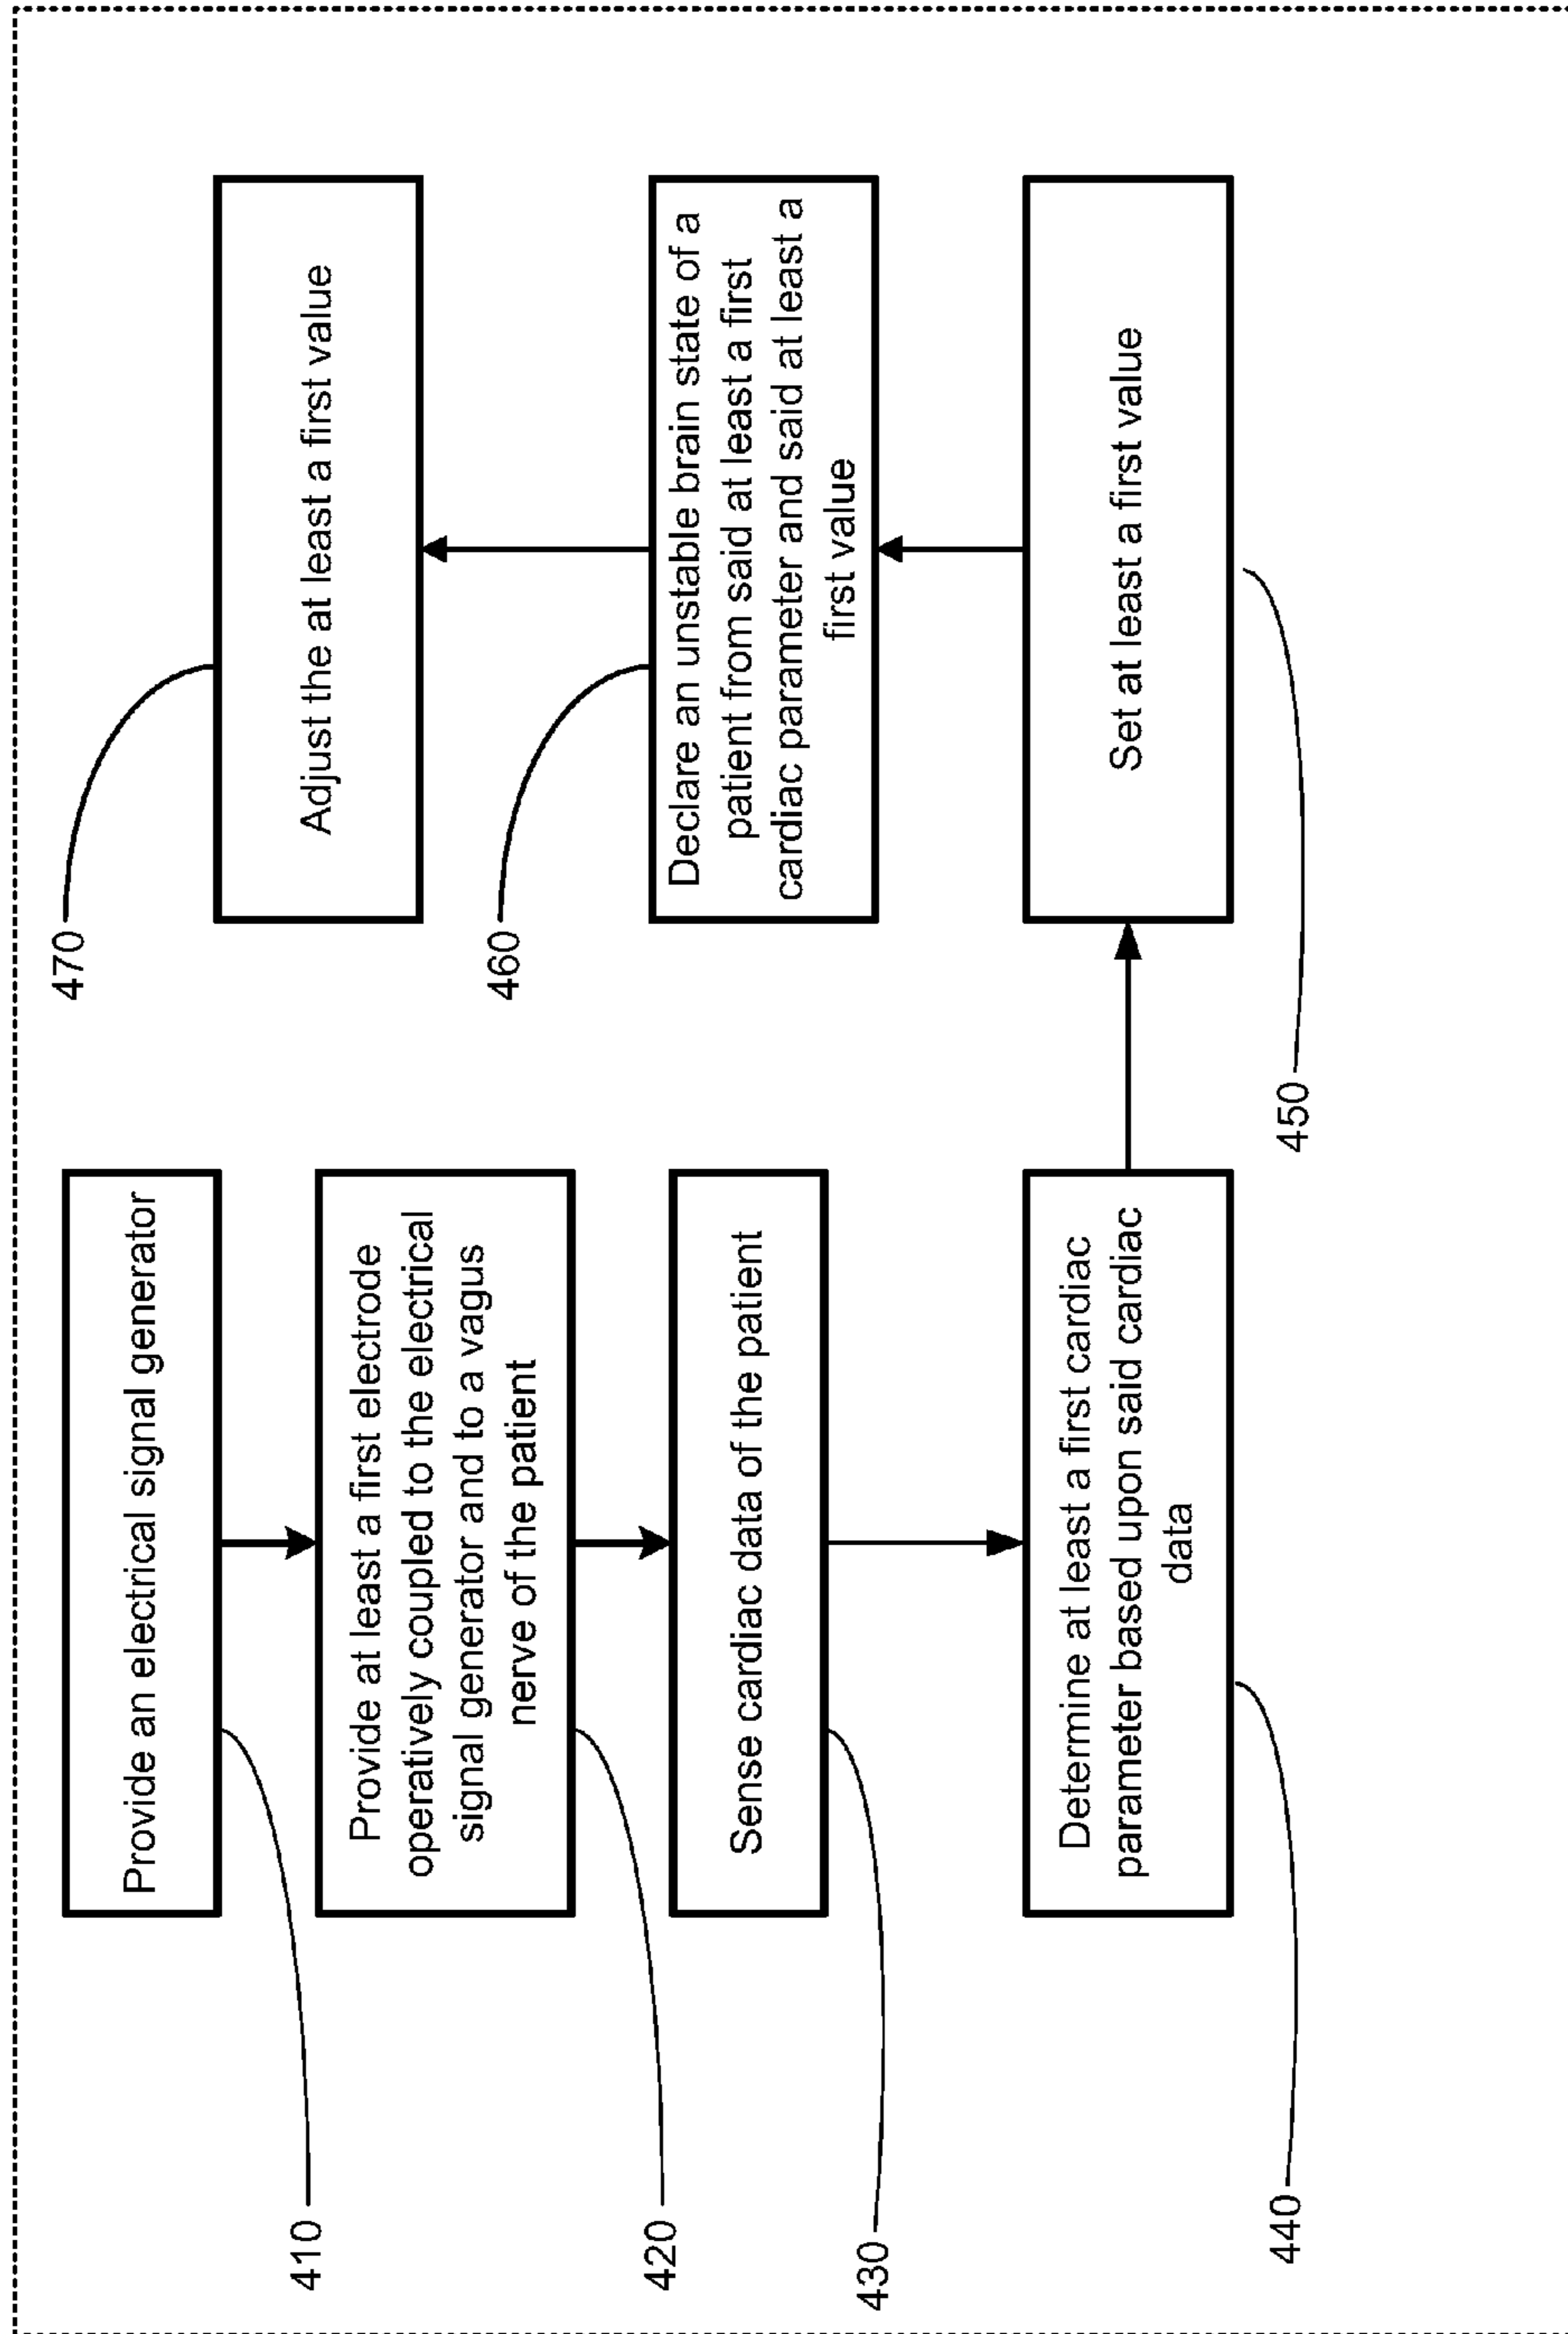 Provide an electrical signal generator
410
Provide at least a first electrode
operatively coupled to the electrical
signal generator and to a vagus
nerve of the patient
420
Sense cardiac data of the patient
430
Determine at least a first cardiac
parameter based upon said cardiac
data
440
Set at least a first value
450
Declare an unstable brain state of a
patient from said at least a first
cardiac parameter and said at least a
first value
460
Adjust the at least a first value
470